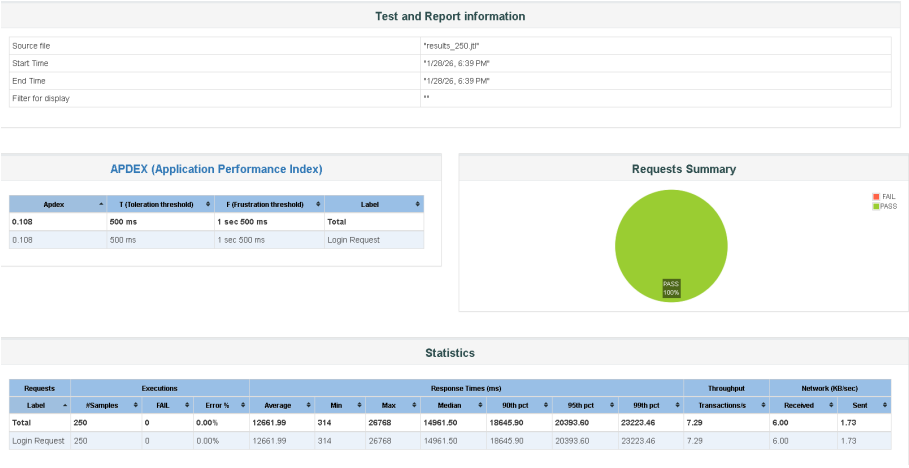 Test and Report information
Source file "results_250.jtl"
Start Time "1/28/26, 6:39 PM"
End Time "1/28/26, 6:39 PM"
Filter for display ""
APDEX (Application Performance Index)
Apdex T (Toleration threshold) F (Frustration threshold) Label
0.108 500 ms 1 sec 500 ms Total
0.108 500 ms 1 sec 500 ms Login Request
Requests Summary
FAIL
PASS
PASS
100%
Statistics
Requests Executions Response Times (ms) Throughput Network (KB/sec)
Label #Samples FAIL Error % Average Min Max Median 90th pct 95th pct 99th pct Transactions/s Received Sent
Total 250 0 0.00% 12661.99 314 26768 14961.50 18645.90 20393.60 23223.46 7.29 6.00 1.73
Login Request 250 0 0.00% 12661.99 314 26768 14961.50 18645.90 20393.60 23223.46 7.29 6.00 1.73